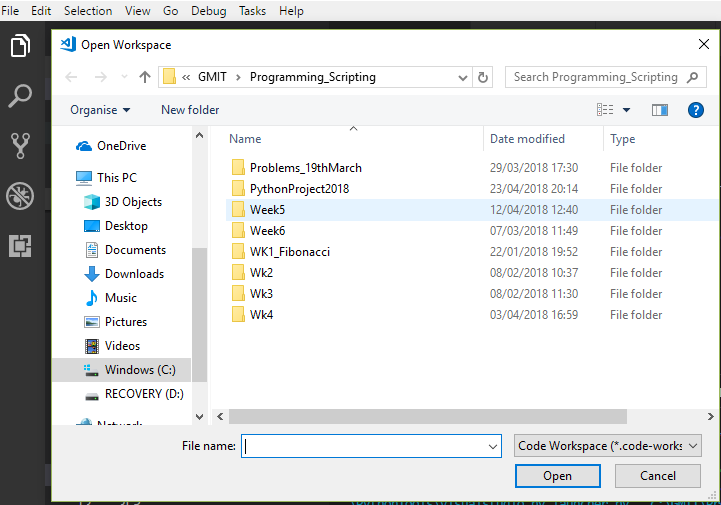 File Edit Selection View Go Debug Tasks Help
Open Workspace
« GMIT > Programming_Scripting
Search Programming_Scripting
Organise New folder
Name Date modified Type
OneDrive
This PC
3D Objects
Desktop
Documents
Downloads
Music
Pictures
Videos
Windows (C:)
RECOVERY (D:)
Network
Problems_19thMarch 29/03/2018 17:30 File folder
PythonProject2018 23/04/2018 20:14 File folder
Week5 12/04/2018 12:40 File folder
Week6 07/03/2018 11:49 File folder
WK1_Fibonacci 22/01/2018 19:52 File folder
Wk2 08/02/2018 10:37 File folder
Wk3 08/02/2018 11:30 File folder
Wk4 03/04/2018 16:59 File folder
File name:
Code Workspace (*.code-works
Open Cancel